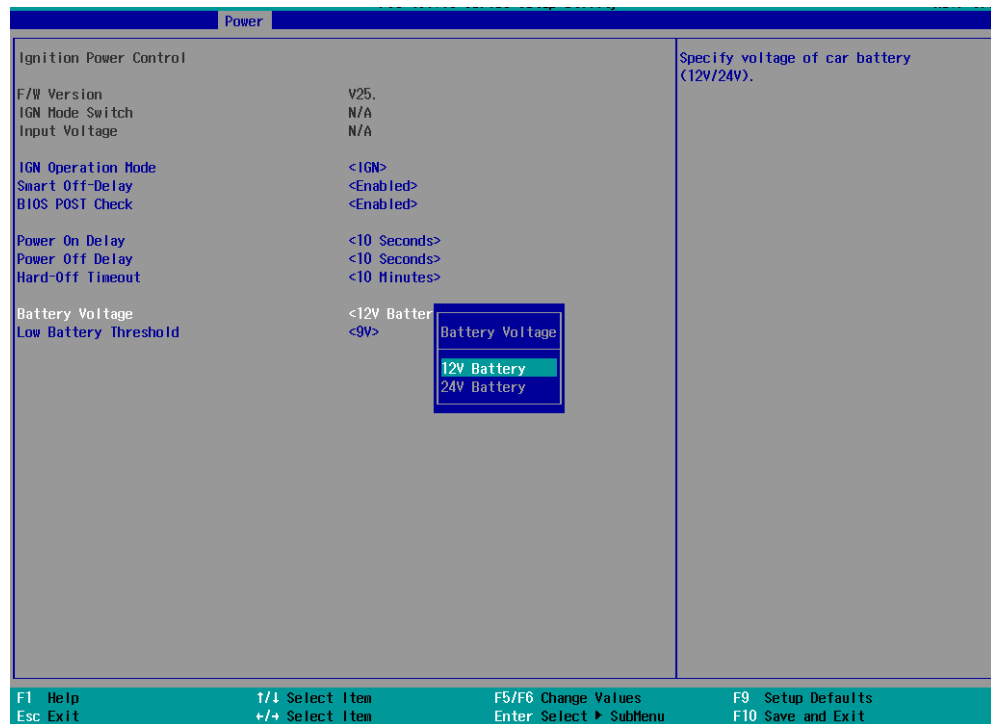 Power
Ignition Power Control
Specify voltage of car battery
(12V/24V).
F/W Version V25.
IGN Mode Switch N/A
Input Voltage N/A
IGN Operation Mode <IGN>
Smart Off-Delay <Enabled>
BIOS POST Check <Enabled>
Power On Delay <10 Seconds>
Power Off Delay <10 Seconds>
Hard-Off Timeout <10 Minutes>
Battery Voltage <12V Batter
Low Battery Threshold <9V>
Battery Voltage
12V Battery
24V Battery
F1 Help ↑/↓ Select Item F5/F6 Change Values F9 Setup Defaults
Esc Exit ←/→ Select Item Enter Select ▶ SubMenu F10 Save and Exit